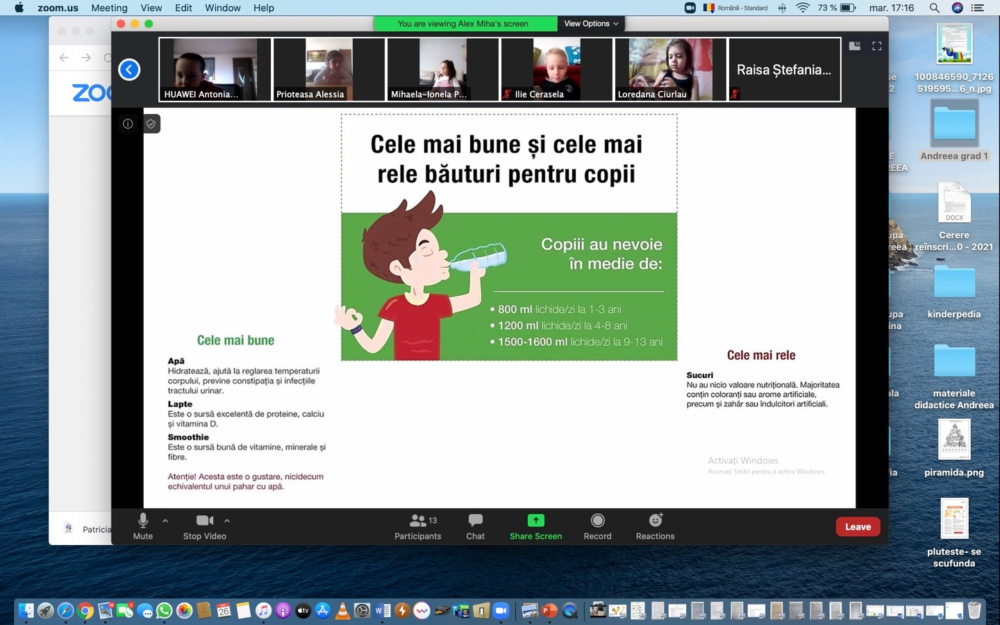 zoom.us Meeting View Edit Window Help
Română - Standard 73 % mar. 17:16
You are viewing Alex Miha's screen View Options
HUAWEI Antonia...
Prioteasa Alessia
Mihaela-Ionela P...
Ilie Cerasela
Loredana Ciurlau
Raisa Ștefania...
ZOO
Cele mai bune și cele mai
rele băuturi pentru copii
Copiii au nevoie
în medie de:
• 800 ml lichide/zi la 1-3 ani
• 1200 ml lichide/zi la 4-8 ani
• 1500-1600 ml lichide/zi la 9-13 ani
Cele mai bune
Apă
Hidratează, ajută la reglarea temperaturii
corpului, previne constipația și infecțiile
tractului urinar.
Lapte
Este o sursă excelentă de proteine, calciu
și vitamina D.
Smoothie
Este o sursă bună de vitamine, minerale și
fibre.
Atenție! Acesta este o gustare, nicidecum
echivalentul unui pahar cu apă.
Cele mai rele
Sucuri
Nu au nicio valoare nutrițională. Majoritatea
conțin coloranți sau arome artificiale,
precum și zahăr sau îndulcitori artificiali.
Activați Windows
Accesați Setări pentru a activa Windows.
Patricia
Mute
Stop Video
13
Participants
Chat
Share Screen
Record
Reactions
Leave
100846590_7126
519595...6_n.jpg
Andreea grad 1
DOCX
Cerere
reînscri...0 - 2021
kinderpedia
materiale
didactice Andreea
piramida.png
pluteste- se
scufunda
26
tv